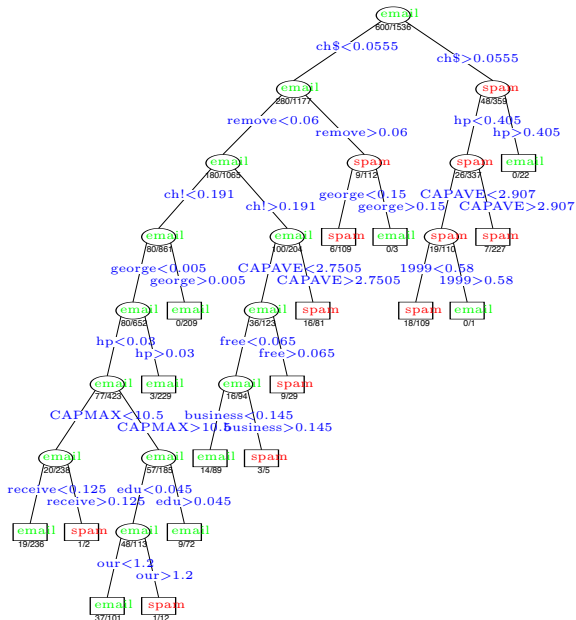 email
600/1536
ch$<0.0555
ch$>0.0555
email
280/1177
spam
48/359
remove<0.06
remove>0.06
hp<0.405
hp>0.405
email
180/1065
spam
9/112
spam
26/337
email
0/22
ch!<0.191
ch!>0.191
george<0.15
george>0.15
CAPAVE<2.907
CAPAVE>2.907
email
80/861
email
100/204
spam
6/109
email
0/3
spam
19/110
spam
7/227
george<0.005
george>0.005
CAPAVE<2.7505
CAPAVE>2.7505
1999<0.58
1999>0.58
email
80/652
email
0/209
email
36/123
spam
16/81
spam
18/109
email
0/1
hp<0.03
hp>0.03
free<0.065
free>0.065
email
77/423
email
3/229
email
16/94
spam
9/29
CAPMAX<10.5
CAPMAX>10.5
business<0.145
business>0.145
email
20/238
email
57/185
email
14/89
spam
3/5
receive<0.125
receive>0.125
edu<0.045
edu>0.045
email
19/236
spam
1/2
email
48/113
email
9/72
our<1.2
our>1.2
email
37/101
spam
1/12